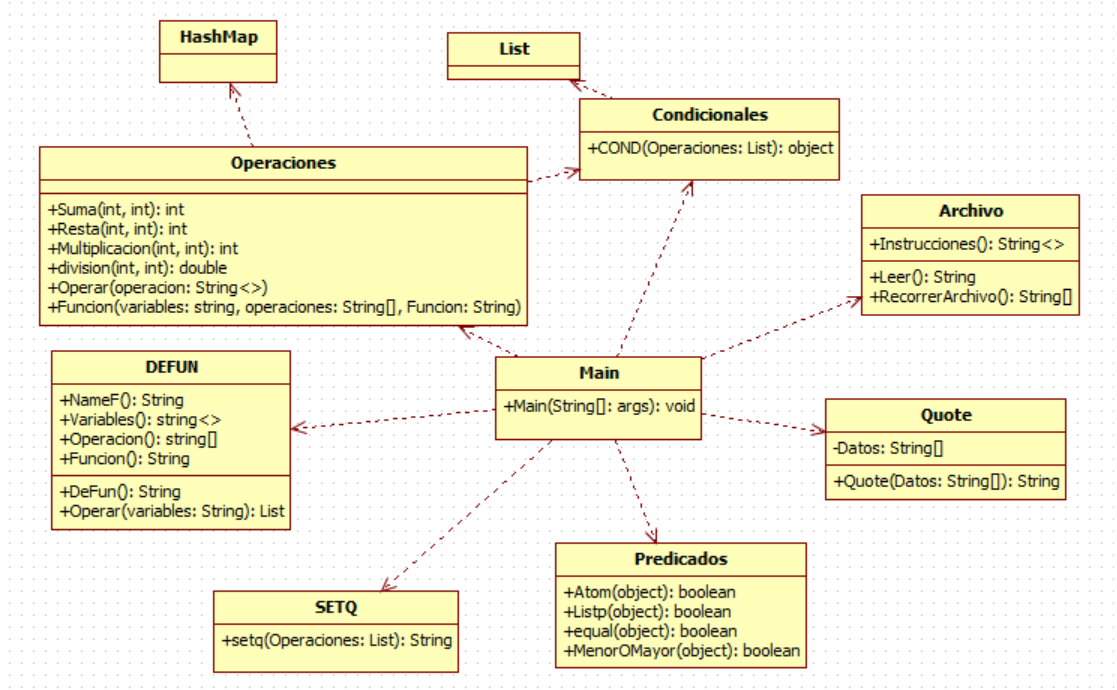 HashMap
List
Condicionales
+COND(Operaciones: List): object
Operaciones
+Suma(int, int): int
+Resta(int, int): int
+Multiplicacion(int, int): int
+division(int, int): double
+Operar(operacion: String<>)
+Funcion(variables: string, operaciones: String[], Funcion: String)
Archivo
+Instrucciones(): String<>
+Leer(): String
+RecorrerArchivo(): String[]
DEFUN
+NameF(): String
+Variables(): string<>
+Operacion(): string[]
+Funcion(): String
+DeFun(): String
+Operar(variables: String): List
Main
+Main(String[]: args): void
Quote
-Datos: String[]
+Quote(Datos: String[]): String
SETQ
+setq(Operaciones: List): String
Predicados
+Atom(object): boolean
+Listp(object): boolean
+equal(object): boolean
+MenorOMayor(object): boolean